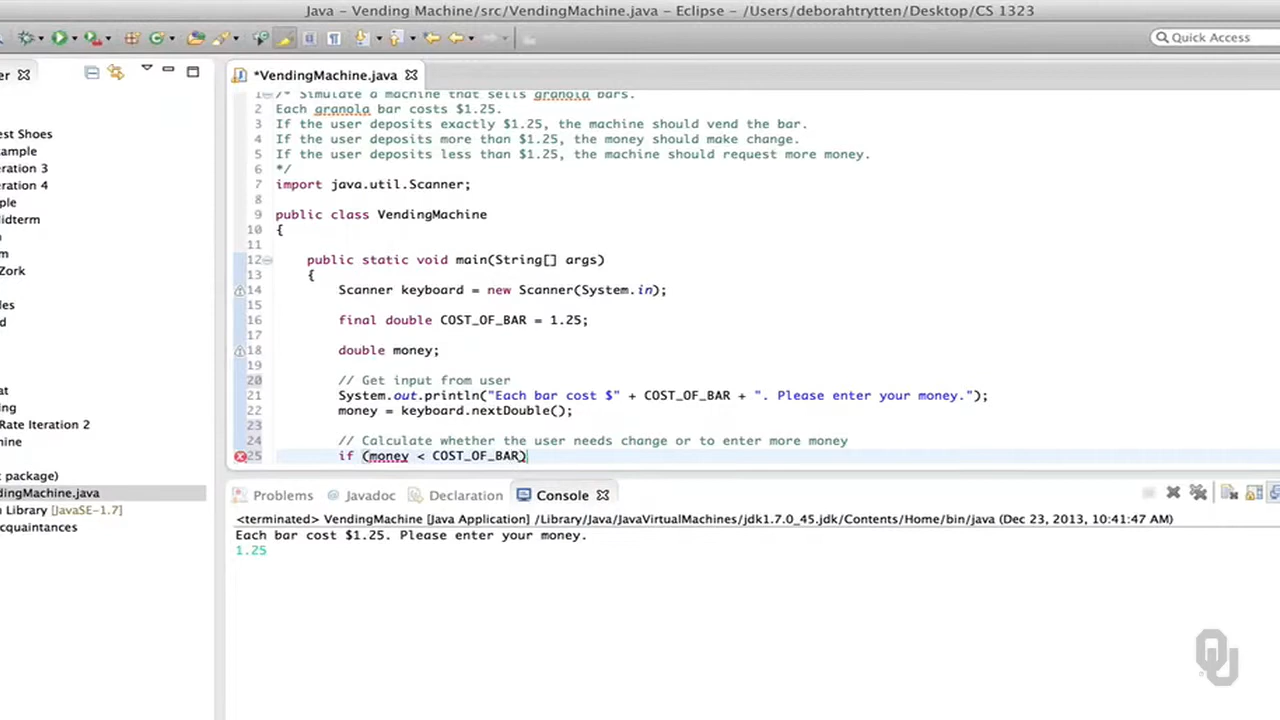 Java - Vending Machine/src/VendingMachine.java - Eclipse - /Users/deborahtrytten/Desktop/CS 1323
Quick Access
er
*VendingMachine.java
1 /* Simulate a machine that sells granola bars.
2 Each granola bar costs $1.25.
3 If the user deposits exactly $1.25, the machine should vend the bar.
4 If the user deposits more than $1.25, the money should make change.
5 If the user deposits less than $1.25, the machine should request more money.
6 */
7 import java.util.Scanner;
8
9 public class VendingMachine
10 {
11
12 public static void main(String[] args)
13 {
14 Scanner keyboard = new Scanner(System.in);
15
16 final double COST_OF_BAR = 1.25;
17
18 double money;
19
20 // Get input from user
21 System.out.println("Each bar cost $" + COST_OF_BAR + ". Please enter your money.");
22 money = keyboard.nextDouble();
23
24 // Calculate whether the user needs change or to enter more money
25 if (money < COST_OF_BAR)
est Shoes
xample
eration 3
eration 4
ple
Midterm
n
m
Zork
les
d
at
ng
Rate Iteration 2
hine
t package)
ndingMachine.java
n Library [JavaSE-1.7]
cquaintances
Problems
Javadoc
Declaration
Console
<terminated> VendingMachine [Java Application] /Library/Java/JavaVirtualMachines/jdk1.7.0_45.jdk/Contents/Home/bin/java (Dec 23, 2013, 10:41:47 AM)
Each bar cost $1.25. Please enter your money.
1.25
OU